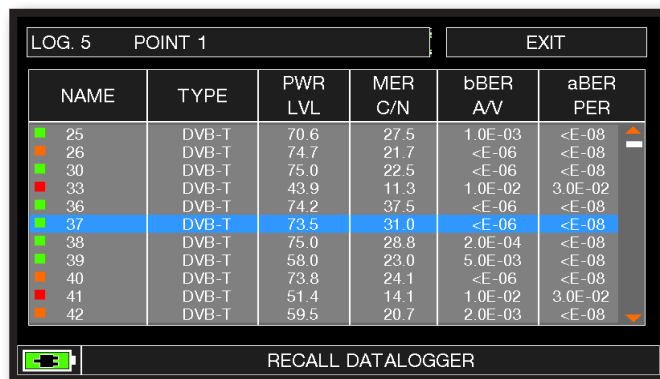 LOG. 5 POINT 1 EXIT
NAME TYPE PWR LVL MER C/N bBER A/V aBER PER
25 DVB-T 70.6 27.5 1.0E-03 <E-08
26 DVB-T 74.7 21.7 <E-06 <E-08
30 DVB-T 75.0 22.5 <E-06 <E-08
33 DVB-T 43.9 11.3 1.0E-02 3.0E-02
36 DVB-T 74.2 37.5 <E-06 <E-08
37 DVB-T 73.5 31.0 <E-06 <E-08
38 DVB-T 75.0 28.8 2.0E-04 <E-08
39 DVB-T 58.0 23.0 5.0E-03 <E-08
40 DVB-T 73.8 24.1 <E-06 <E-08
41 DVB-T 51.4 14.1 1.0E-02 3.0E-02
42 DVB-T 59.5 20.7 2.0E-03 <E-08
RECALL DATALOGGER